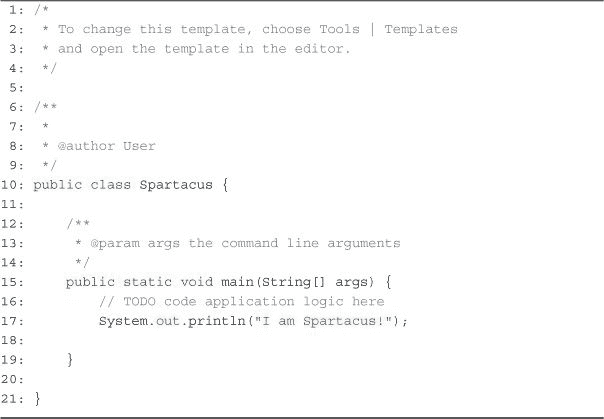 1: /*
2:  * To change this template, choose Tools | Templates
3:  * and open the template in the editor.
4:  */
5:
6: /**
7:  *
8:  * @author User
9:  */
10: public class Spartacus {
11:
12:     /**
13:      * @param args the command line arguments
14:      */
15:     public static void main(String[] args) {
16:         // TODO code application logic here
17:         System.out.println("I am Spartacus!");
18:
19:     }
20:
21: }